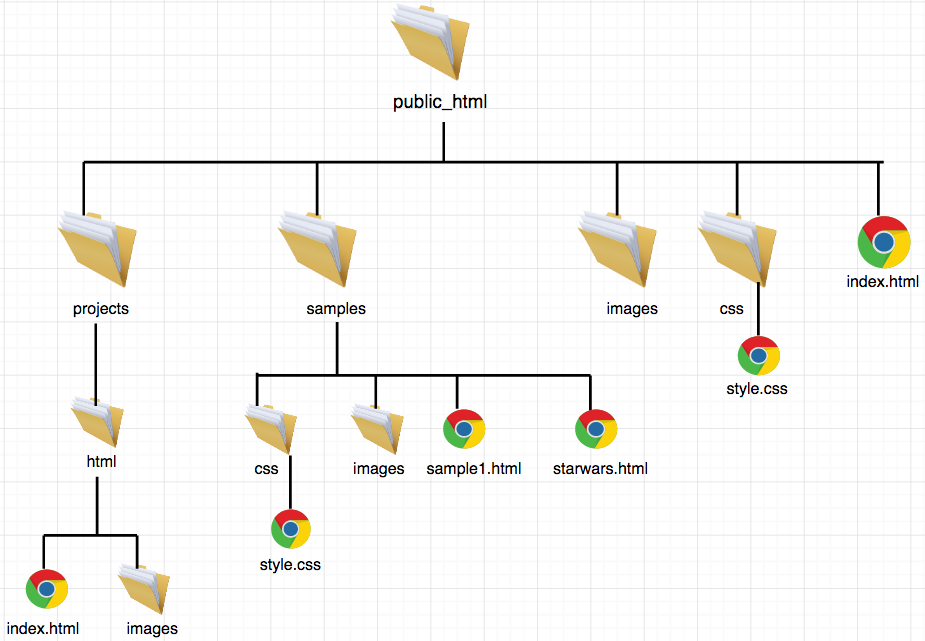 public_html
projects
samples
images
css
index.html
style.css
html
css
images
sample1.html
starwars.html
style.css
index.html
images